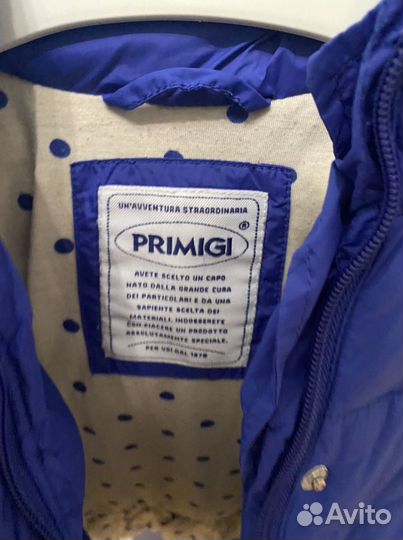 UN'AVVENTURA STRAORDINARIA
PRIMIGI®
AVETE SCELTO UN CAPO
NATO DALLA GRANDE CURA
DEI PARTICOLARI E DA UNA
SAPIENTE SCELTA DEI
MATERIALI. INDOSSERETE
CON PIACERE UN PRODOTTO
ASSOLUTAMENTE SPECIALE.
PER VOI DAL 1976
Avito